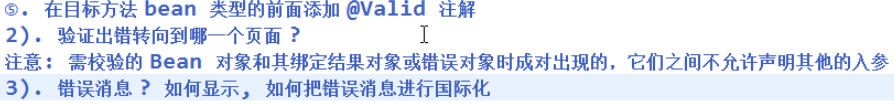 ⑤. 在目标方法 bean 类型的前面添加 @Valid 注解
2). 验证出错转向到哪一个页面 ?
注意: 需校验的 Bean 对象和其绑定结果对象或错误对象时成对出现的，它们之间不允许声明其他的入参
3). 错误消息 ? 如何显示, 如何把错误消息进行国际化